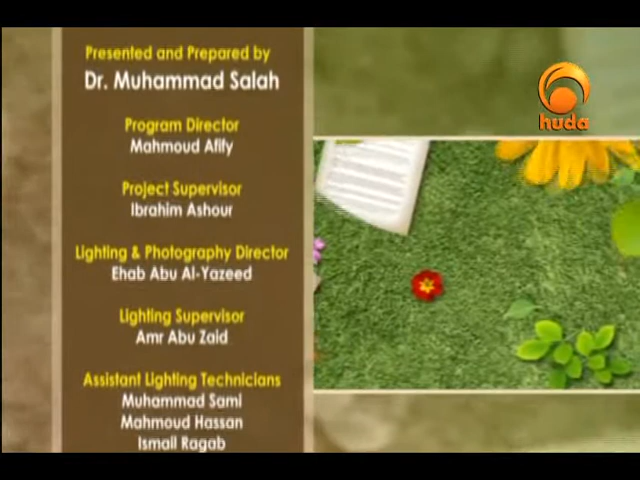 Presented and Prepared by
Dr. Muhammad Salah
Program Director
Mahmoud Afify
Project Supervisor
Ibrahim Ashour
Lighting & Photography Director
Ehab Abu Al-Yazeed
Lighting Supervisor
Amr Abu Zaid
Assistant Lighting Technicians
Muhammad Sami
Mahmoud Hassan
Ismail Ragab
huda